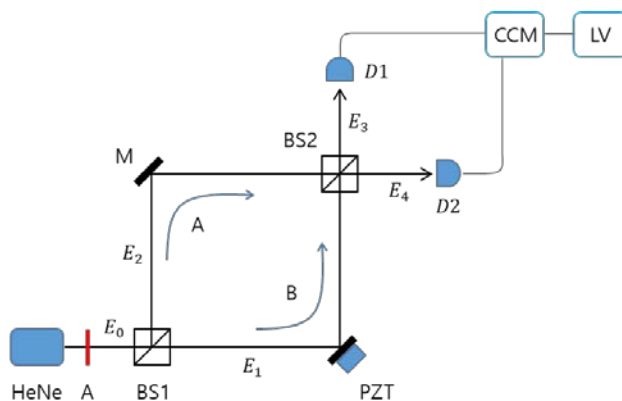 CCM
LV
D1
E₃
BS2
M
E₄
D2
A
E₂
B
E₀
E₁
HeNe
A
BS1
PZT